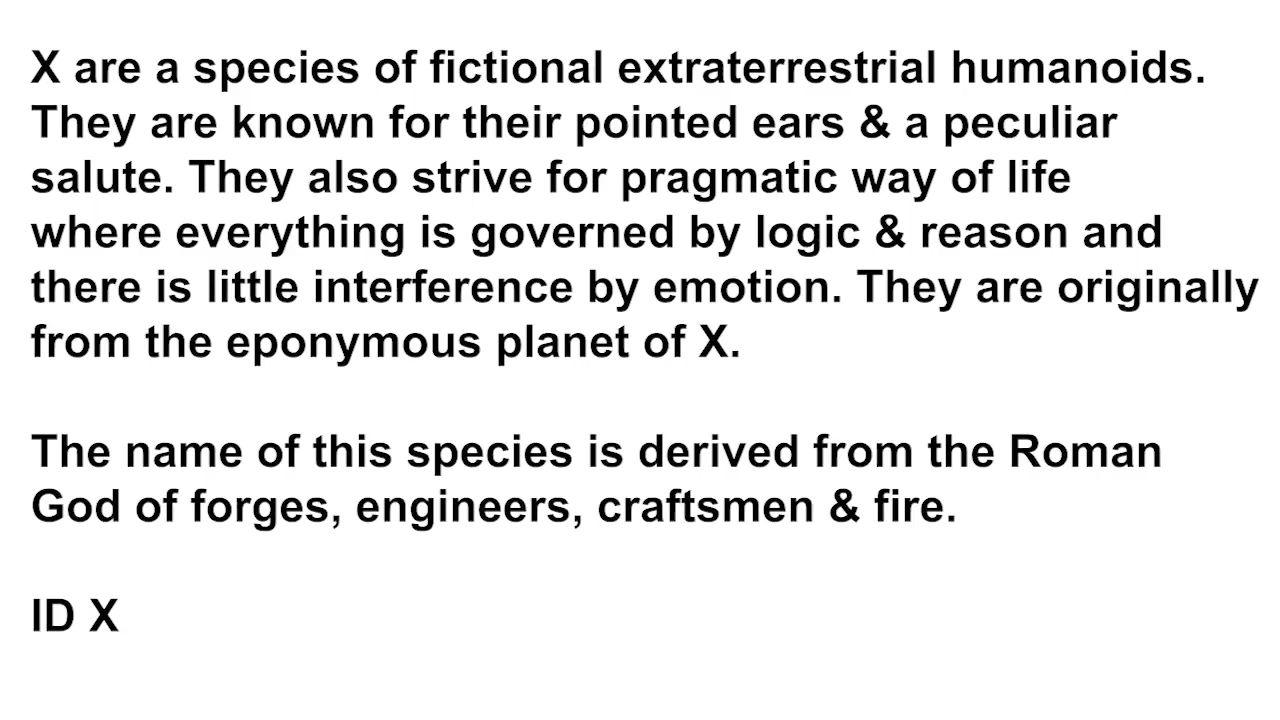 X are a species of fictional extraterrestrial humanoids.
They are known for their pointed ears & a peculiar
salute. They also strive for pragmatic way of life
where everything is governed by logic & reason and
there is little interference by emotion. They are originally
from the eponymous planet of X.
The name of this species is derived from the Roman
God of forges, engineers, craftsmen & fire.
ID X